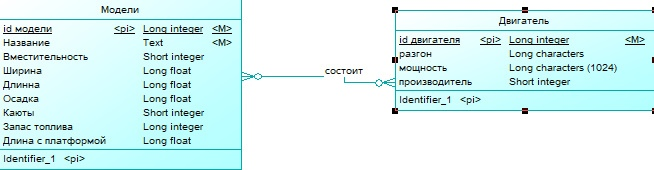 Модели
id модели <pi> Long integer <M>
Название Text <M>
Вместительность Short integer
Ширина Long float
Длинна Long float
Осадка Long float
Каюты Short integer
Запас топлива Long integer
Длина с платформой Long float
Identifier_1 <pi>
состоит
Двигатель
id двигателя <pi> Long integer <M>
разгон Long characters
мощность Long characters (1024)
производитель Short integer
Identifier_1 <pi>